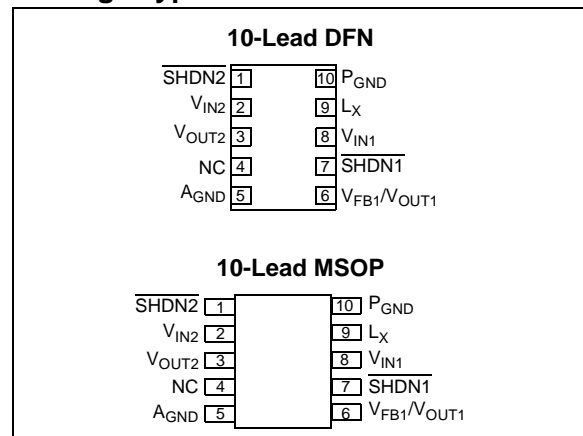 10-Lead DFN
SHDN2 1 10 PGND
VIN2 2 9 LX
VOUT2 3 8 VIN1
NC 4 7 SHDN1
AGND 5 6 VFB1/VOUT1
10-Lead MSOP
SHDN2 1 10 PGND
VIN2 2 9 LX
VOUT2 3 8 VIN1
NC 4 7 SHDN1
AGND 5 6 VFB1/VOUT1